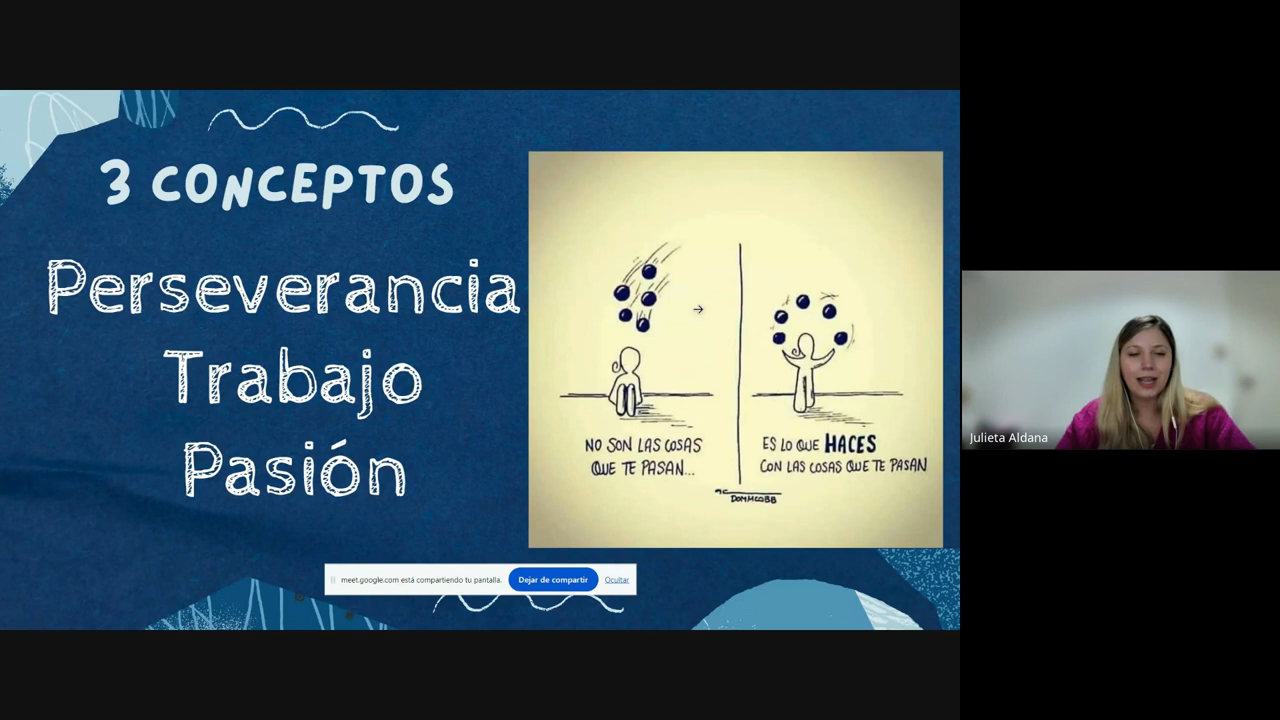 3 CONCEPTOS
Perseverancia
Trabajo
Pasión
NO SON LAS COSAS
QUE TE PASAN...
ES LO QUE HACES
CON LAS COSAS QUE TE PASAN
meet.google.com está compartiendo tu pantalla.
Dejar de compartir
Ocultar
Julieta Aldana